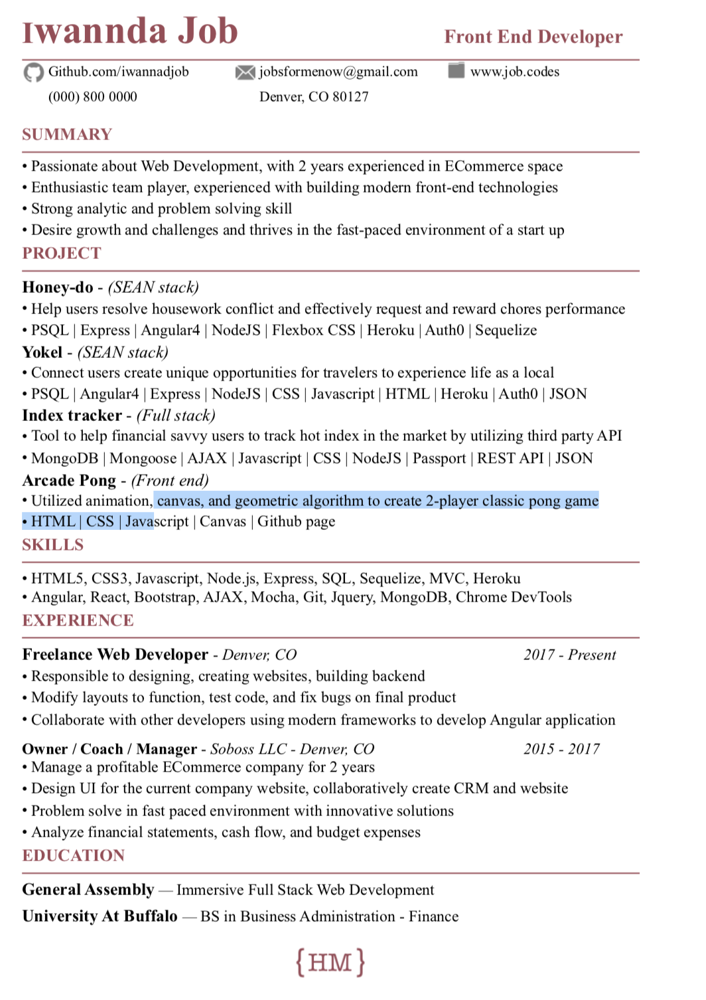 Iwannda Job
Front End Developer
Github.com/iwannadjob
jobsformenow@gmail.com
www.job.codes
(000) 800 0000
Denver, CO 80127
SUMMARY
• Passionate about Web Development, with 2 years experienced in ECommerce space
• Enthusiastic team player, experienced with building modern front-end technologies
• Strong analytic and problem solving skill
• Desire growth and challenges and thrives in the fast-paced environment of a start up
PROJECT
Honey-do - (SEAN stack)
• Help users resolve housework conflict and effectively request and reward chores performance
• PSQL | Express | Angular4 | NodeJS | Flexbox CSS | Heroku | Auth0 | Sequelize
Yokel - (SEAN stack)
• Connect users create unique opportunities for travelers to experience life as a local
• PSQL | Angular4 | Express | NodeJS | CSS | Javascript | HTML | Heroku | Auth0 | JSON
Index tracker - (Full stack)
• Tool to help financial savvy users to track hot index in the market by utilizing third party API
• MongoDB | Mongoose | AJAX | Javascript | CSS | NodeJS | Passport | REST API | JSON
Arcade Pong - (Front end)
• Utilized animation, canvas, and geometric algorithm to create 2-player classic pong game
• HTML | CSS | Javascript | Canvas | Github page
SKILLS
• HTML5, CSS3, Javascript, Node.js, Express, SQL, Sequelize, MVC, Heroku
• Angular, React, Bootstrap, AJAX, Mocha, Git, Jquery, MongoDB, Chrome DevTools
EXPERIENCE
Freelance Web Developer - Denver, CO 2017 - Present
• Responsible to designing, creating websites, building backend
• Modify layouts to function, test code, and fix bugs on final product
• Collaborate with other developers using modern frameworks to develop Angular application
Owner / Coach / Manager - Soboss LLC - Denver, CO 2015 - 2017
• Manage a profitable ECommerce company for 2 years
• Design UI for the current company website, collaboratively create CRM and website
• Problem solve in fast paced environment with innovative solutions
• Analyze financial statements, cash flow, and budget expenses
EDUCATION
General Assembly — Immersive Full Stack Web Development
University At Buffalo — BS in Business Administration - Finance
{HM}